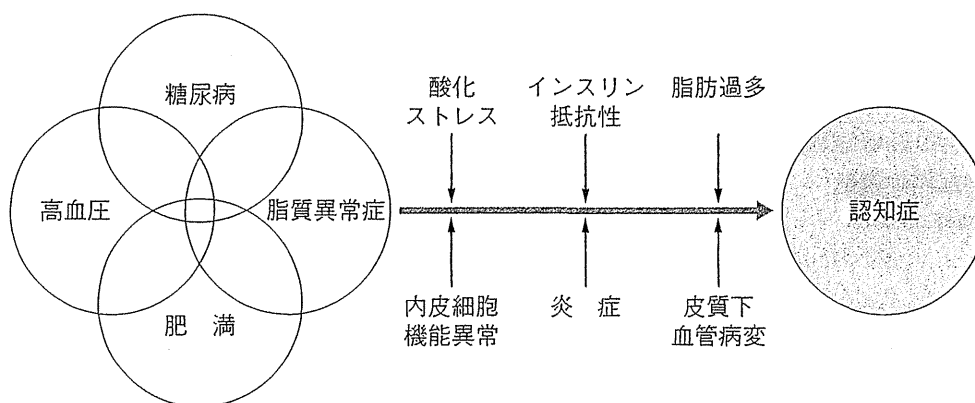 糖尿病
高血圧
脂質異常症
肥 満
酸化
ストレス
インスリン
抵抗性
脂肪過多
内皮細胞
機能異常
炎 症
皮質下
血管病変
認知症